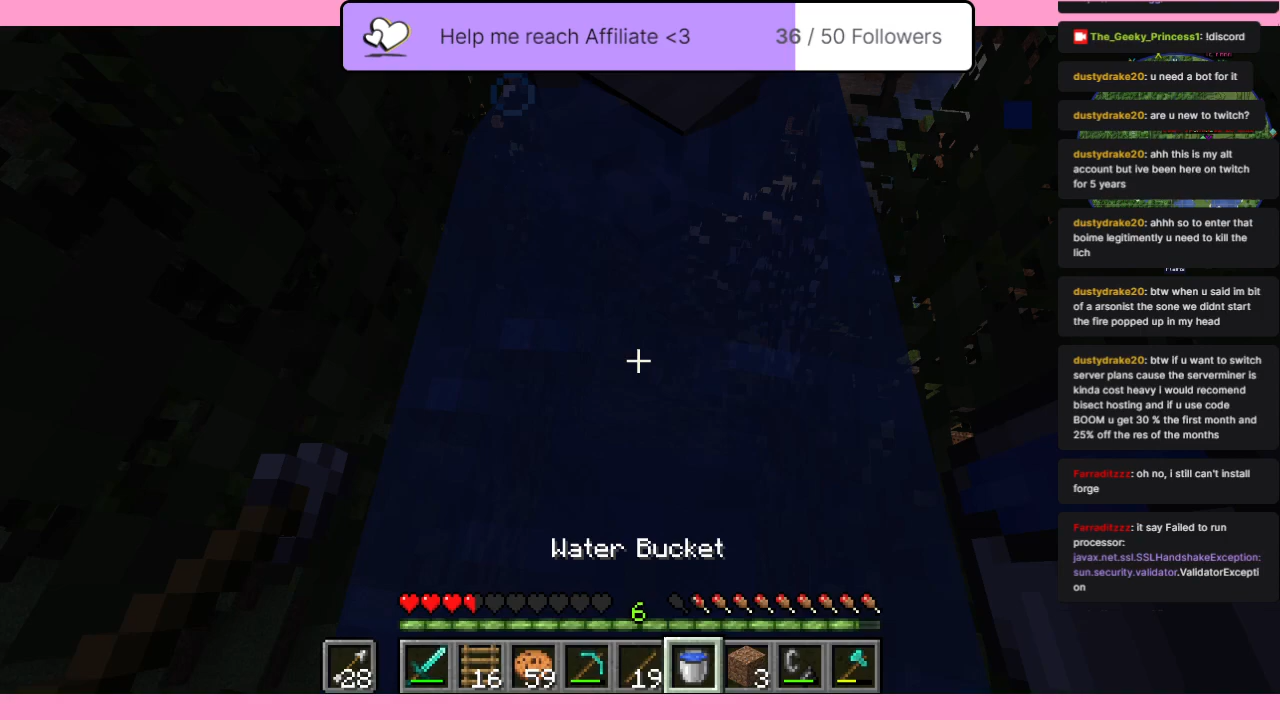 Help me reach Affiliate <3
36 / 50 Followers
The_Geeky_Princess1: !discord
dustydrake20: u need a bot for it
dustydrake20: are u new to twitch?
dustydrake20: ahh this is my alt
account but ive been here on twitch
for 5 years
dustydrake20: ahhh so to enter that
boime legitimently u need to kill the
lich
dustydrake20: btw when u said im bit
of a arsonist the sone we didnt start
the fire popped up in my head
dustydrake20: btw if u want to switch
server plans cause the serverminer is
kinda cost heavy i would recomend
bisect hosting and if u use code
BOOM u get 30 % the first month and
25% off the res of the months
Farraditzzz: oh no, i still can't install
forge
Farraditzzz: it say Failed to run
processor:
javax.net.ssl.SSLHandshakeException:
sun.security.validator.ValidatorExcepti
on
Water Bucket
6
28
16
59
19
3